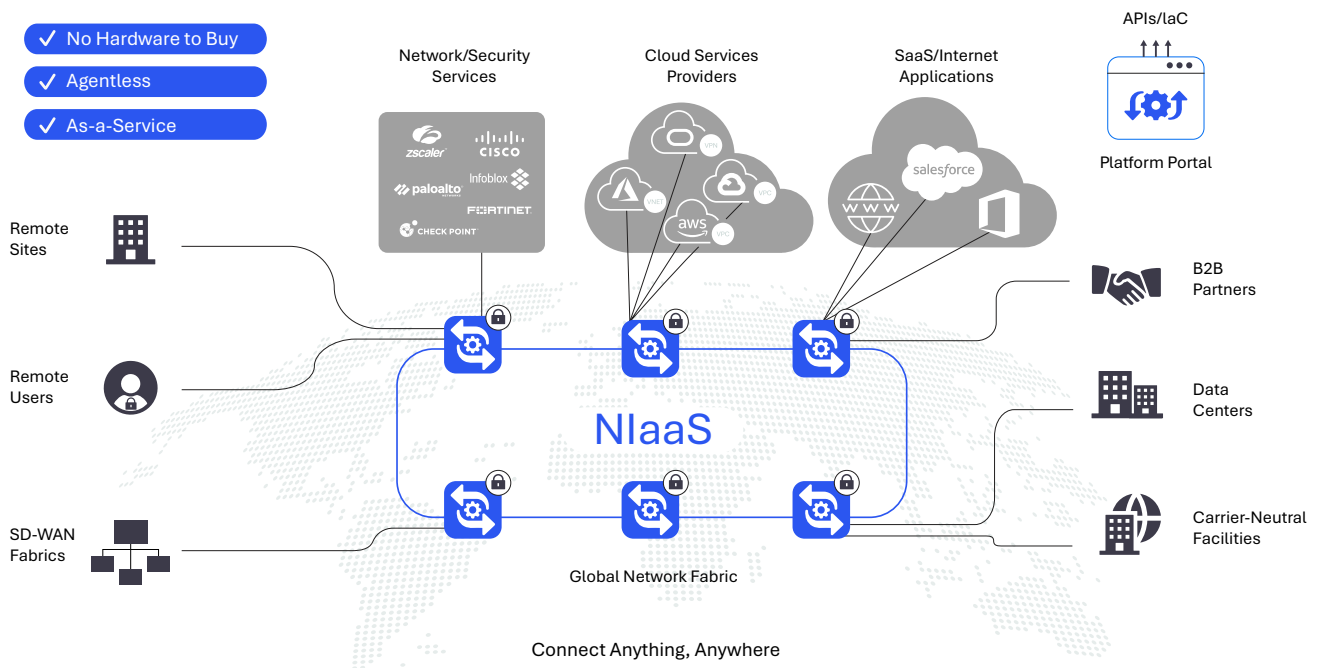 No Hardware to Buy
Agentless
As-a-Service
Network/Security
Services
Cloud Services
Providers
SaaS/Internet
Applications
APIs/IaC
Platform Portal
zscaler
CISCO
Infoblox
paloalto
NETWORKS
FORTINET
CHECK POINT
VPN
VNET
VPC
aws
VPC
WWW
salesforce
Remote
Sites
Remote
Users
SD-WAN
Fabrics
B2B
Partners
Data
Centers
Carrier-Neutral
Facilities
NIaaS
Global Network Fabric
Connect Anything, Anywhere